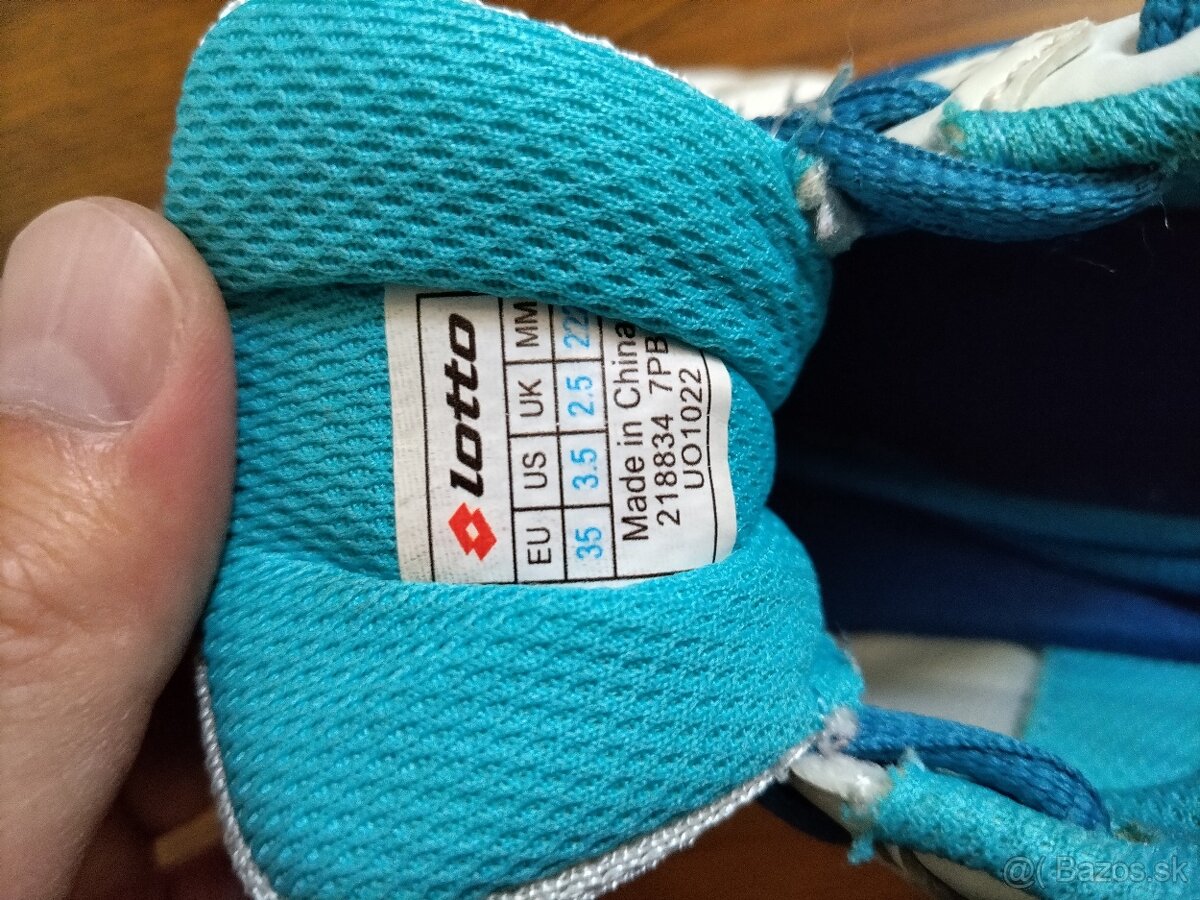 lotto
EU US UK MM
35 3.5 2.5
Made in China
218834 7PB
UO1022
@( Bazos.sk